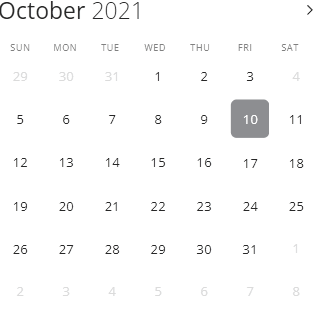 October 2021
SUN MON TUE WED THU FRI SAT
29 30 31 1 2 3 4
5 6 7 8 9 10 11
12 13 14 15 16 17 18
19 20 21 22 23 24 25
26 27 28 29 30 31 1
2 3 4 5 6 7 8